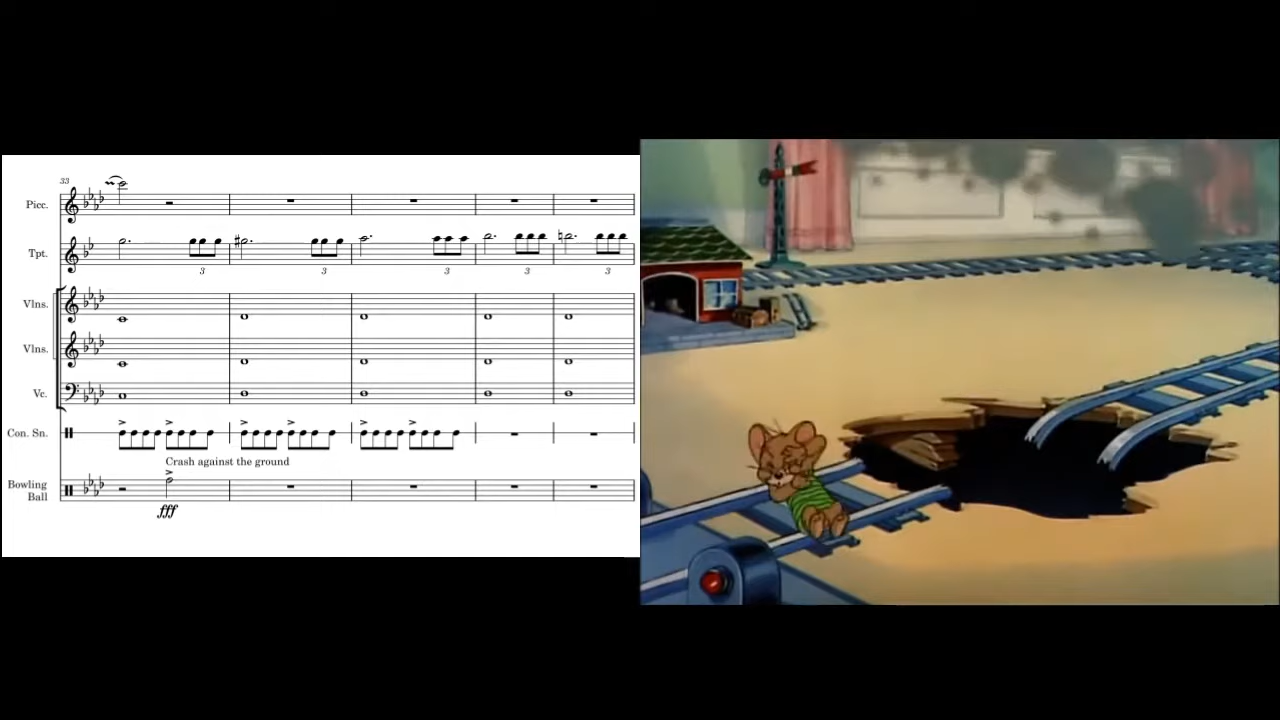 33
Picc.
Tpt.
3 3 3 3 3
Vlns.
Vlns.
Vc.
Con. Sn.
Crash against the ground
Bowling
Ball
fff